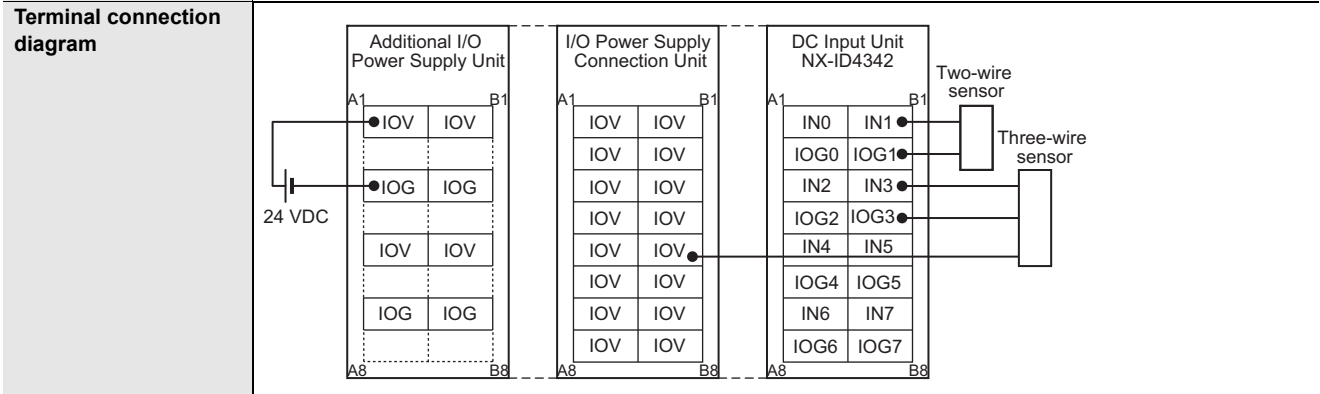 Terminal connection
diagram
Additional I/O
Power Supply Unit
I/O Power Supply
Connection Unit
DC Input Unit
NX-ID4342
Two-wire
sensor
Three-wire
sensor
24 VDC
A1 B1
IOV IOV
IOG IOG
IOV IOV
IOG IOG
A8 B8
A1 B1
IOV IOV
IOV IOV
IOV IOV
IOV IOV
IOV IOV
IOV IOV
IOV IOV
IOV IOV
A8 B8
A1 B1
IN0 IN1
IOG0 IOG1
IN2 IN3
IOG2 IOG3
IN4 IN5
IOG4 IOG5
IN6 IN7
IOG6 IOG7
A8 B8